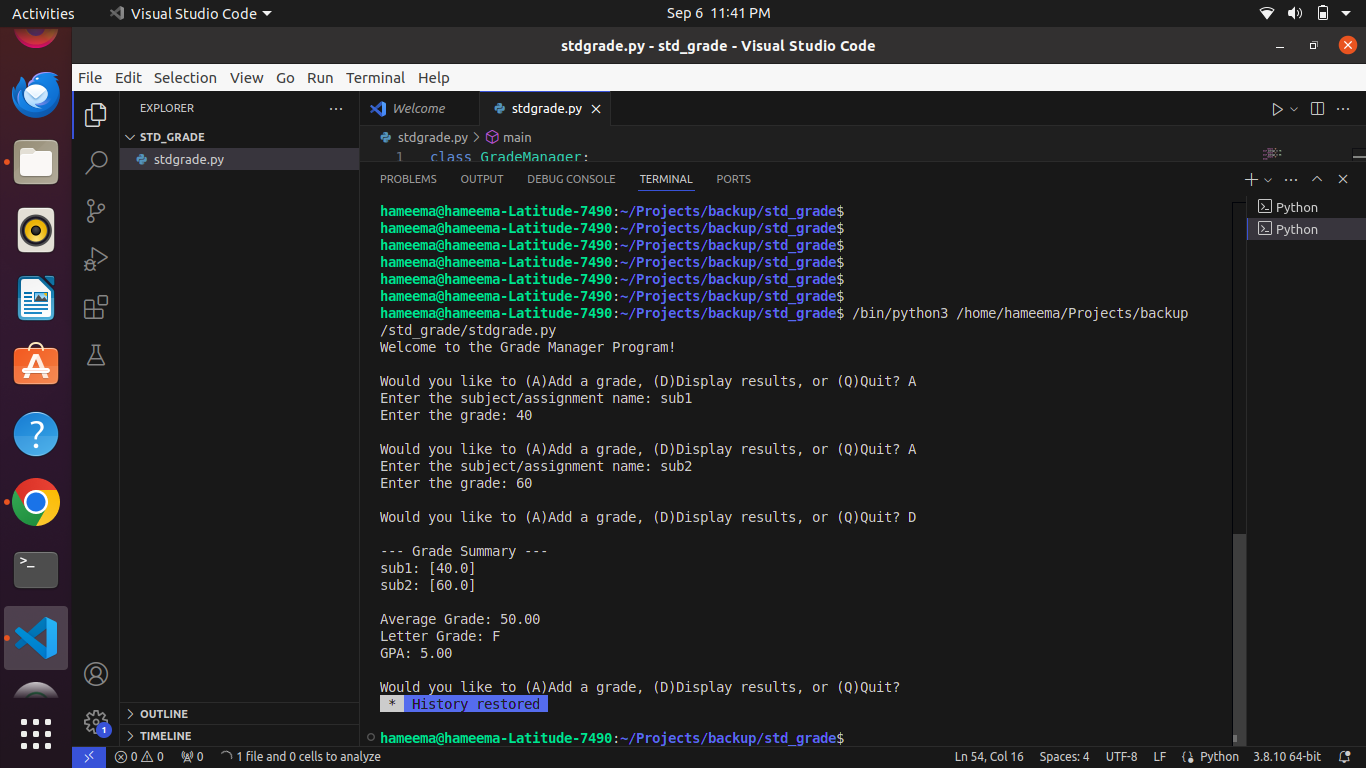 Activities Visual Studio Code Sep 6 11:41 PM
stdgrade.py - std_grade - Visual Studio Code
File Edit Selection View Go Run Terminal Help
EXPLORER
STD_GRADE
stdgrade.py
OUTLINE
TIMELINE
Welcome stdgrade.py
stdgrade.py > main
1 class GradeManager:
PROBLEMS OUTPUT DEBUG CONSOLE TERMINAL PORTS
hameema@hameema-Latitude-7490:~/Projects/backup/std_grade$
hameema@hameema-Latitude-7490:~/Projects/backup/std_grade$
hameema@hameema-Latitude-7490:~/Projects/backup/std_grade$
hameema@hameema-Latitude-7490:~/Projects/backup/std_grade$
hameema@hameema-Latitude-7490:~/Projects/backup/std_grade$
hameema@hameema-Latitude-7490:~/Projects/backup/std_grade$
hameema@hameema-Latitude-7490:~/Projects/backup/std_grade$ /bin/python3 /home/hameema/Projects/backup
/std_grade/stdgrade.py
Welcome to the Grade Manager Program!
Would you like to (A)Add a grade, (D)Display results, or (Q)Quit? A
Enter the subject/assignment name: sub1
Enter the grade: 40
Would you like to (A)Add a grade, (D)Display results, or (Q)Quit? A
Enter the subject/assignment name: sub2
Enter the grade: 60
Would you like to (A)Add a grade, (D)Display results, or (Q)Quit? D
--- Grade Summary ---
sub1: [40.0]
sub2: [60.0]
Average Grade: 50.00
Letter Grade: F
GPA: 5.00
Would you like to (A)Add a grade, (D)Display results, or (Q)Quit?
* History restored
hameema@hameema-Latitude-7490:~/Projects/backup/std_grade$
Python
Python
1
0 0 0 1 file and 0 cells to analyze Ln 54, Col 16 Spaces: 4 UTF-8 LF Python 3.8.10 64-bit